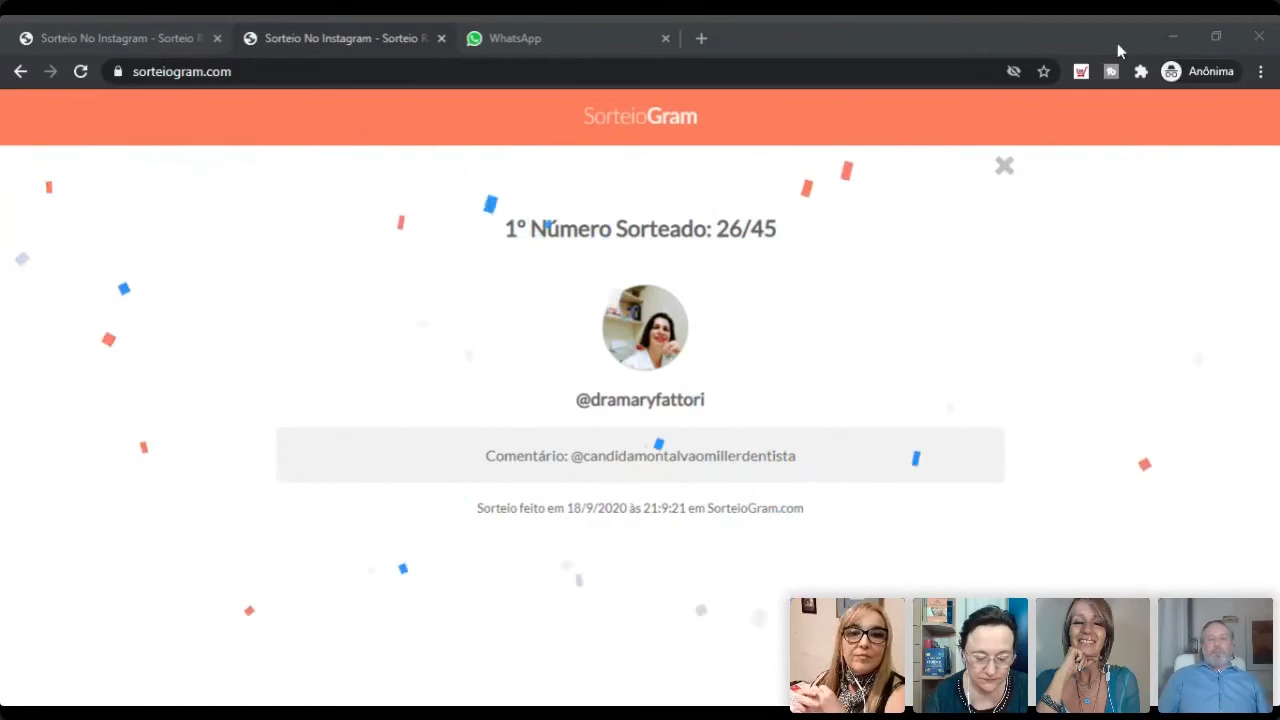 Sorteio No Instagram - Sorteio R
Sorteio No Instagram - Sorteio R
WhatsApp
sorteiogram.com
Anônima
SorteioGram
1º Número Sorteado: 26/45
@dramaryfattori
Comentário: @candidamontalvaomillerdentista
Sorteio feito em 18/9/2020 às 21:9:21 em SorteioGram.com